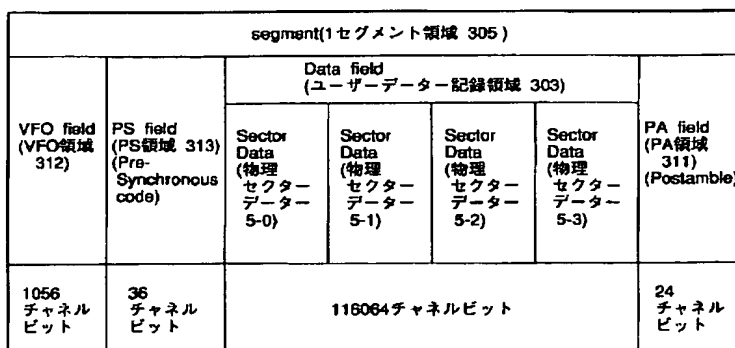 segment(1セグメント領域 305 )
VFO field
(VFO領域
312)
PS field
(PS領域 313)
(Pre-
Synchronous
code)
Data field
(ユーザーデーター記録領域 303)
Sector
Data
(物理
セクター
データー
5-0)
Sector
Data
(物理
セクター
データー
5-1)
Sector
Data
(物理
セクター
データー
5-2)
Sector
Data
(物理
セクター
データー
5-3)
PA field
(PA領域
311)
(Postamble)
1056
チャネル
ビット
36
チャネル
ビット
116064チャネルビット
24
チャネル
ビット